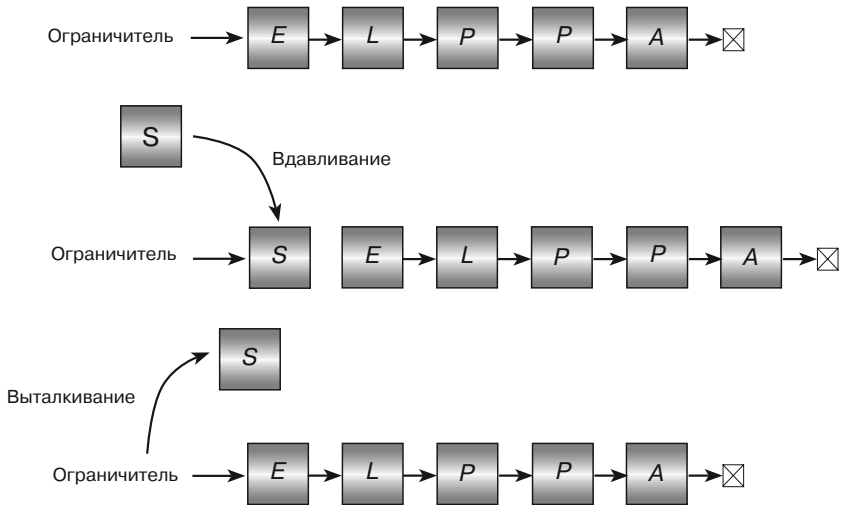 Ограничитель E L P P A
S
Вдавливание
Ограничитель S E L P P A
S
Выталкивание
Ограничитель E L P P A